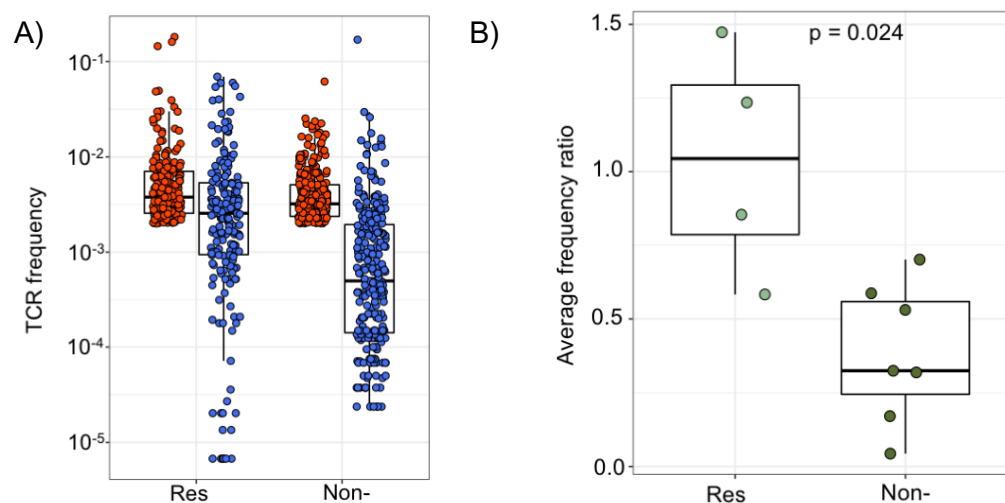 A)
TCR frequency
10-1
10-2
10-3
10-4
10-5
Res Non-
B)
Average frequency ratio
p = 0.024
1.5
1.0
0.5
0.0
Res Non-